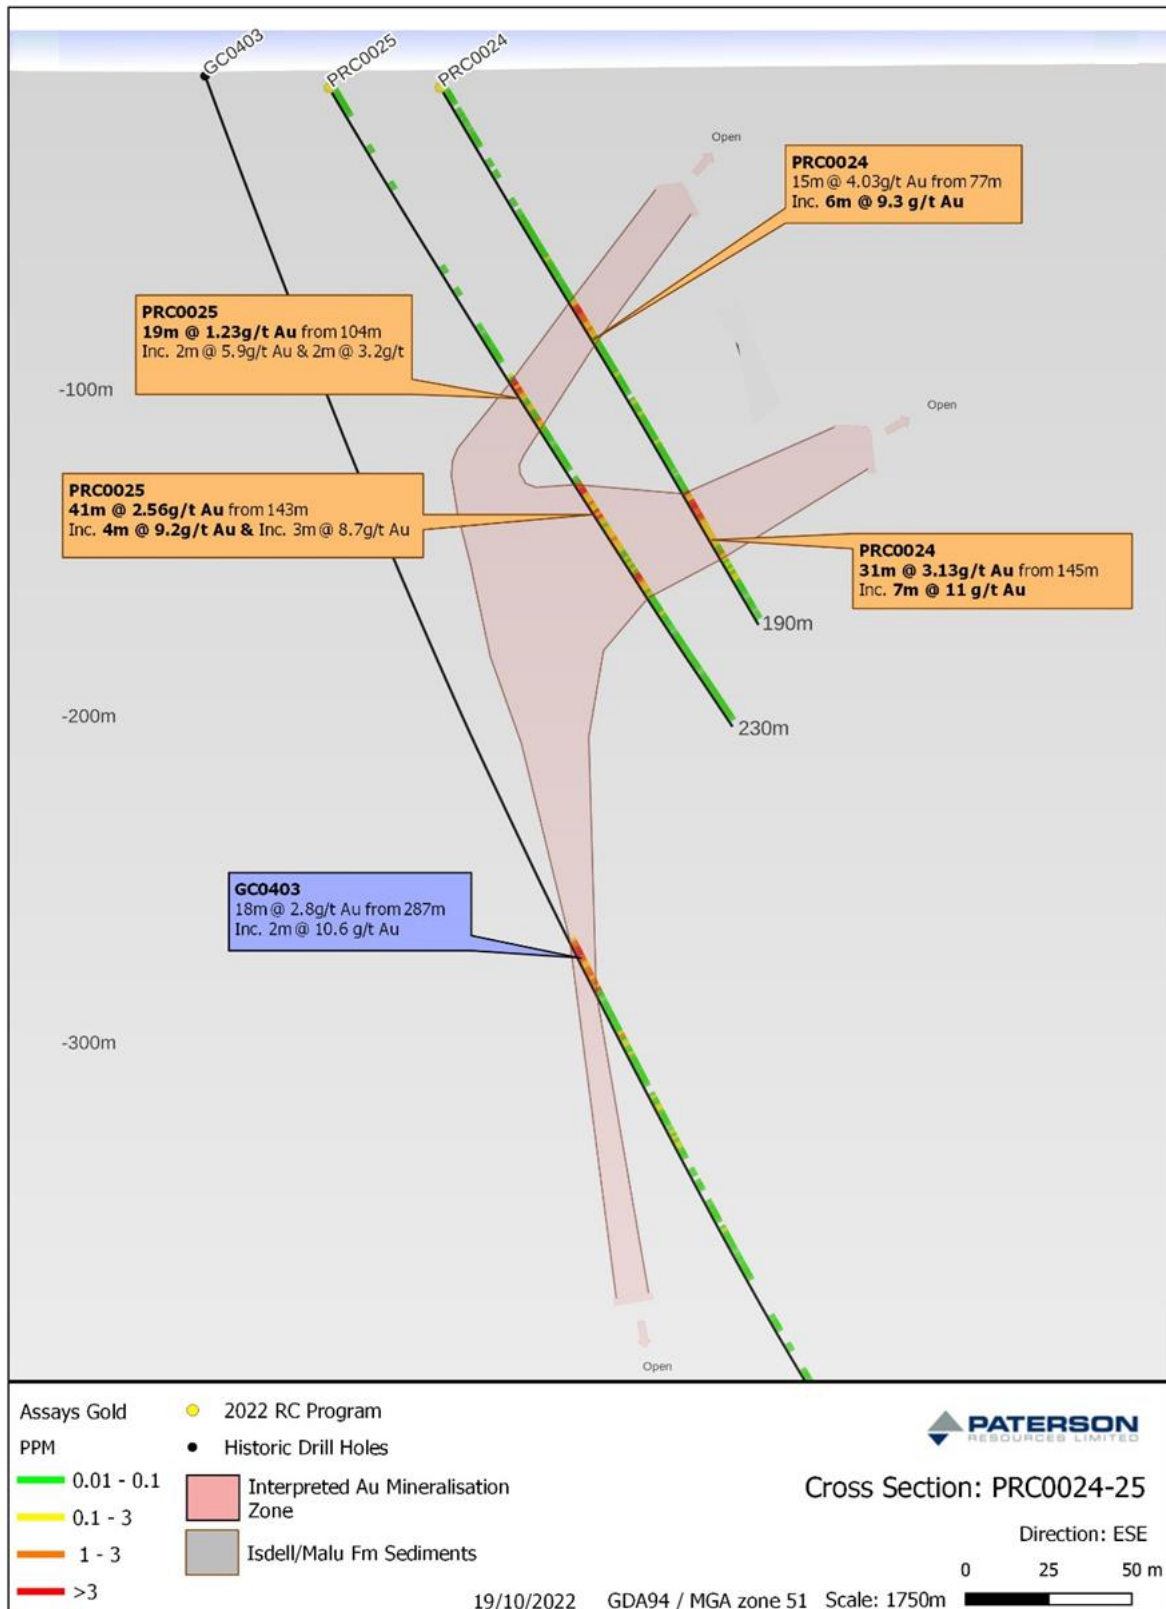 GC0403
PRC0025
PRC0024
Open
PRC0024
15m @ 4.03g/t Au from 77m
Inc. 6m @ 9.3 g/t Au
PRC0025
19m @ 1.23g/t Au from 104m
Inc. 2m @ 5.9g/t Au & 2m @ 3.2g/t
-100m
Open
PRC0025
41m @ 2.56g/t Au from 143m
Inc. 4m @ 9.2g/t Au & Inc. 3m @ 8.7g/t Au
PRC0024
31m @ 3.13g/t Au from 145m
Inc. 7m @ 11 g/t Au
190m
-200m
230m
GC0403
18m @ 2.8g/t Au from 287m
Inc. 2m @ 10.6 g/t Au
-300m
Open
Assays Gold
PPM
0.01 - 0.1
0.1 - 3
1 - 3
>3
2022 RC Program
Historic Drill Holes
Interpreted Au Mineralisation
Zone
Isdell/Malu Fm Sediments
PATERSON
RESOURCES LIMITED
Cross Section: PRC0024-25
Direction: ESE
0 25 50 m
19/10/2022 GDA94 / MGA zone 51 Scale: 1750m